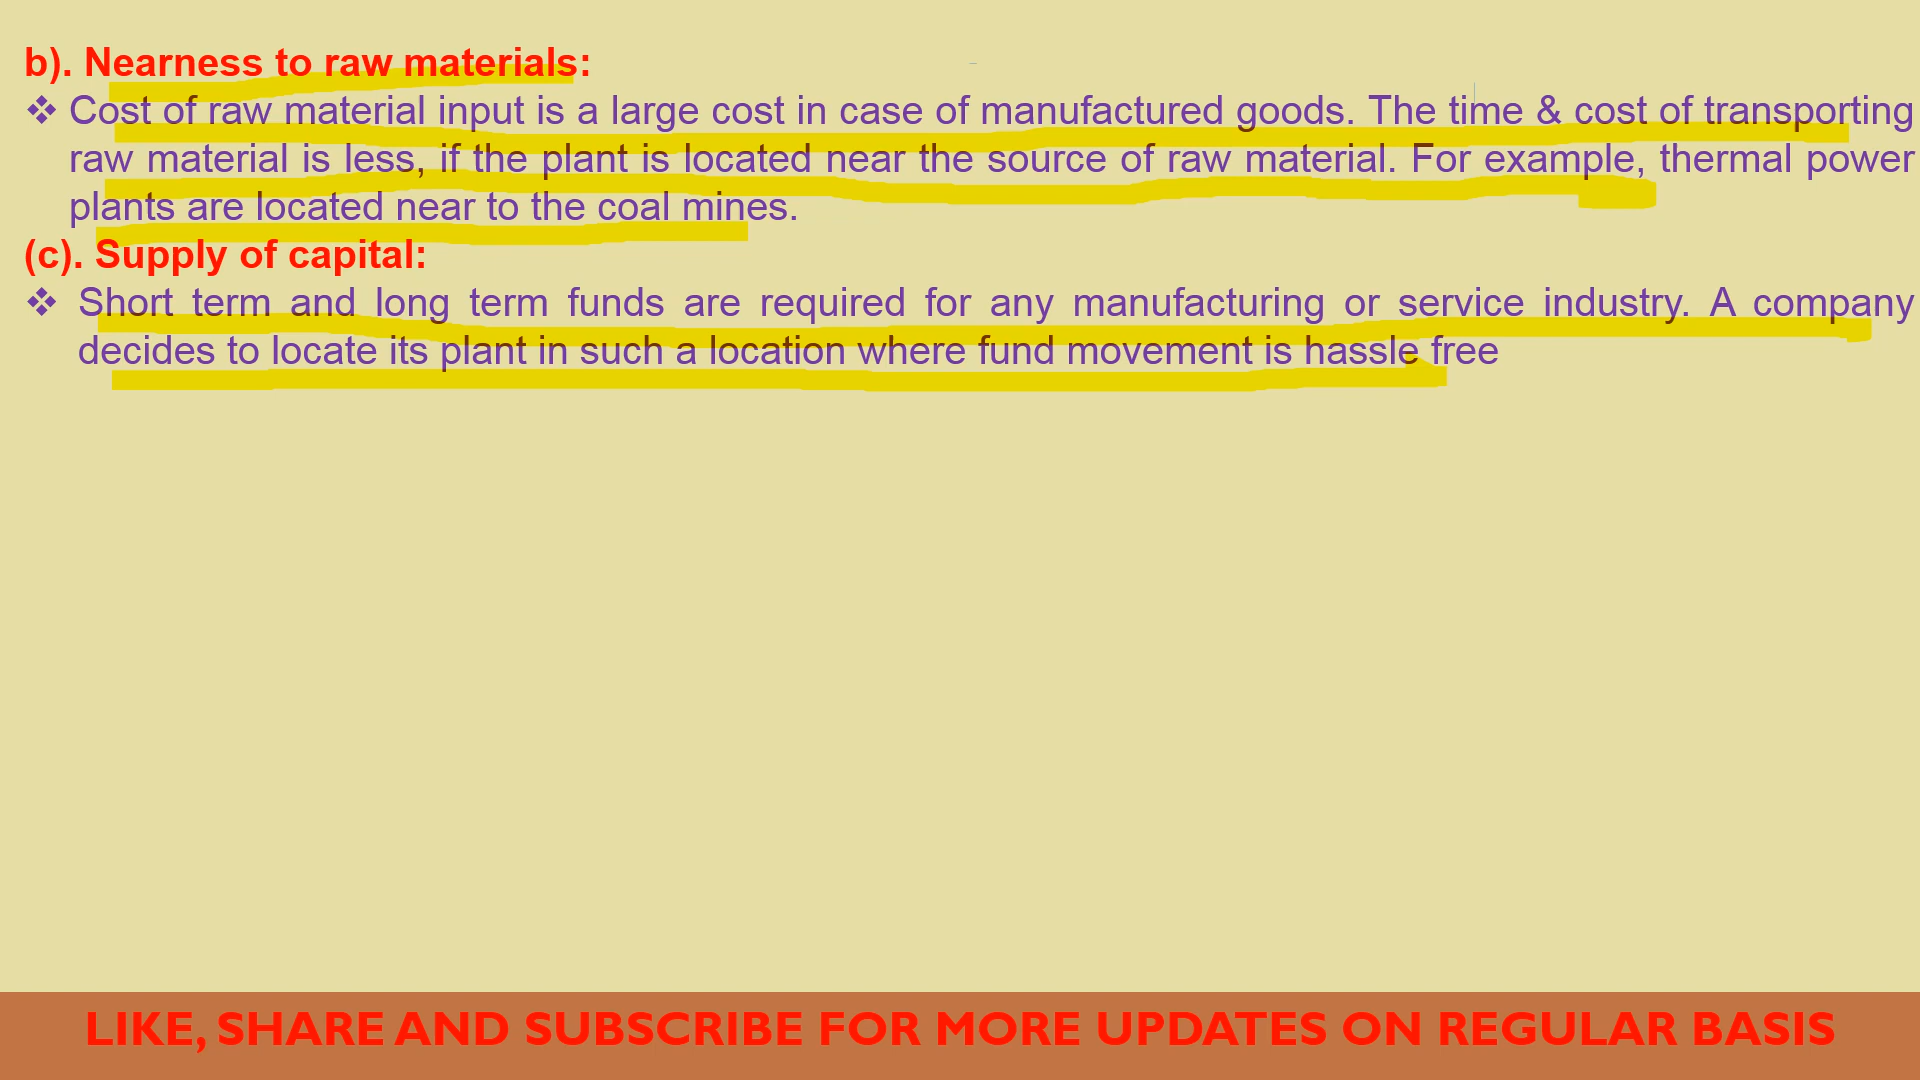 b). Nearness to raw materials:
❖ Cost of raw material input is a large cost in case of manufactured goods. The time & cost of transporting
raw material is less, if the plant is located near the source of raw material. For example, thermal power
plants are located near to the coal mines.
(c). Supply of capital:
❖ Short term and long term funds are required for any manufacturing or service industry. A company
decides to locate its plant in such a location where fund movement is hassle free
LIKE, SHARE AND SUBSCRIBE FOR MORE UPDATES ON REGULAR BASIS